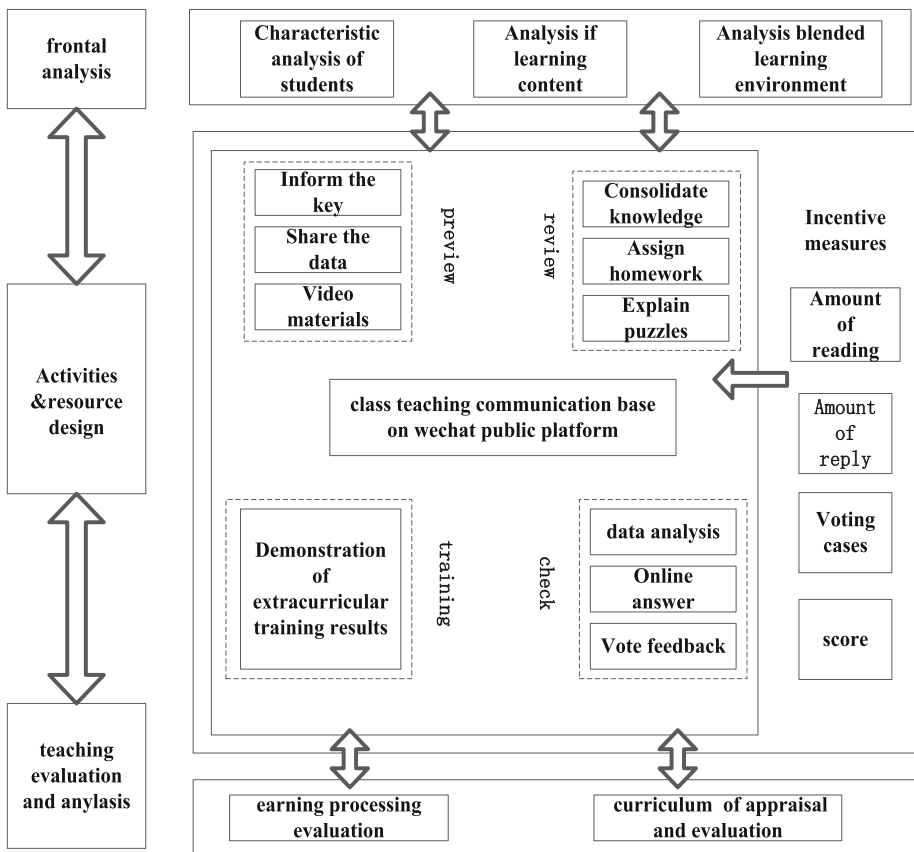 frontal
analysis
Characteristic
analysis of
students
Analysis if
learning
content
Analysis blended
learning
environment
Inform the
key
Share the
data
Video
materials
preview
review
Consolidate
knowledge
Assign
homework
Explain
puzzles
Incentive
measures
Amount
of
reading
Activities
&resource
design
class teaching communication base
on wechat public platform
Amount
of
reply
Demonstration
of
extracurricular
training results
training
check
data analysis
Online
answer
Vote feedback
Voting
cases
score
teaching
evaluation
and anylasis
earning processing
evaluation
curriculum of appraisal
and evaluation